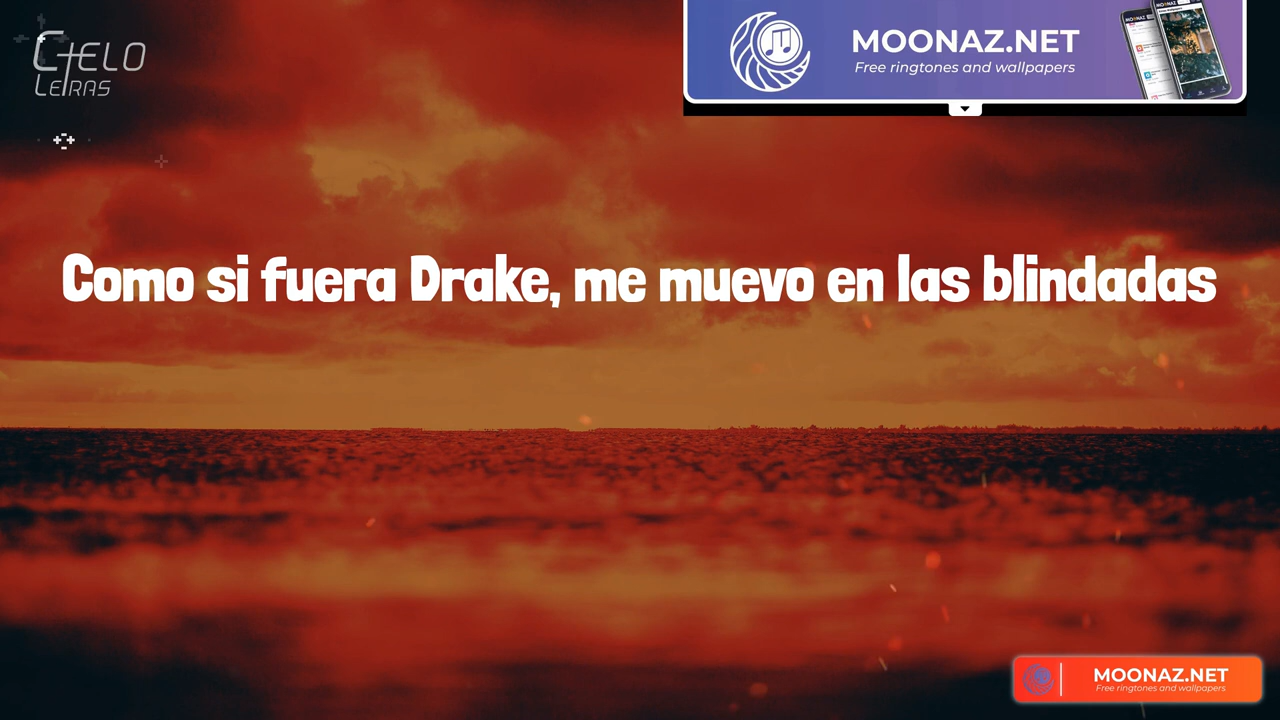 CIELO
LETRAS
MOONAZ.NET
Free ringtones and wallpapers
Como si fuera Drake, me muevo en las blindadas
MOONAZ.NET
Free ringtones and wallpapers